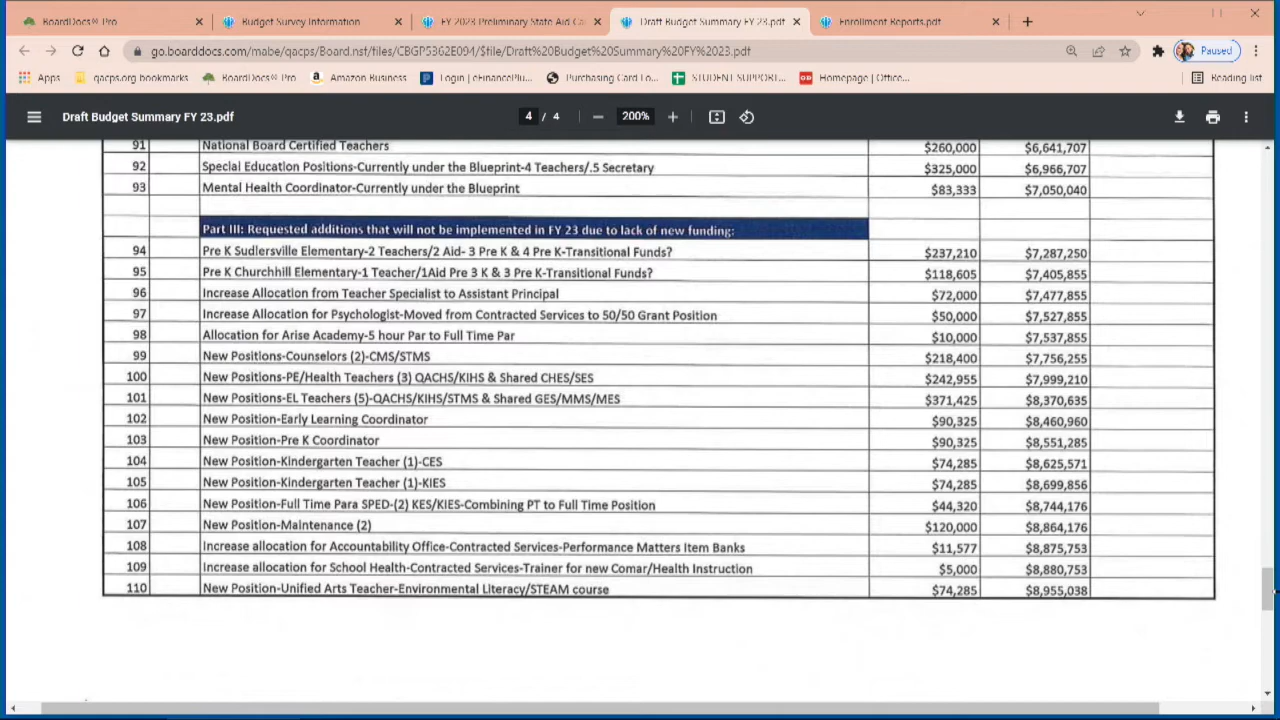 BoardDocs® Pro
Budget Survey Information
FY 2023 Preliminary State Aid Ca
Draft Budget Summary FY 23.pdf
Enrollment Reports.pdf
go.boarddocs.com/mabe/qacps/Board.nsf/files/CBGP5362E094/$file/Draft%20Budget%20Summary%20FY%2023.pdf
Paused
Apps
qacps.org bookmarks
BoardDocs® Pro
Amazon Business
Login | eFinancePlu...
Purchasing Card Lo...
STUDENT SUPPORT...
Homepage | Office...
Reading list
Draft Budget Summary FY 23.pdf
4 / 4
200%
91 National Board Certified Teachers $260,000 $6,641,707
92 Special Education Positions-Currently under the Blueprint-4 Teachers/.5 Secretary $325,000 $6,966,707
93 Mental Health Coordinator-Currently under the Blueprint $83,333 $7,050,040
Part III: Requested additions that will not be implemented in FY 23 due to lack of new funding:
94 Pre K Sudlersville Elementary-2 Teachers/2 Aid- 3 Pre K & 4 Pre K-Transitional Funds? $237,210 $7,287,250
95 Pre K Churchhill Elementary-1 Teacher/1Aid Pre 3 K & 3 Pre K-Transitional Funds? $118,605 $7,405,855
96 Increase Allocation from Teacher Specialist to Assistant Principal $72,000 $7,477,855
97 Increase Allocation for Psychologist-Moved from Contracted Services to 50/50 Grant Position $50,000 $7,527,855
98 Allocation for Arise Academy-5 hour Par to Full Time Par $10,000 $7,537,855
99 New Positions-Counselors (2)-CMS/STMS $218,400 $7,756,255
100 New Positions-PE/Health Teachers (3) QACHS/KIHS & Shared CHES/SES $242,955 $7,999,210
101 New Positions-EL Teachers (5)-QACHS/KIHS/STMS & Shared GES/MMS/MES $371,425 $8,370,635
102 New Position-Early Learning Coordinator $90,325 $8,460,960
103 New Position-Pre K Coordinator $90,325 $8,551,285
104 New Position-Kindergarten Teacher (1)-CES $74,285 $8,625,571
105 New Position-Kindergarten Teacher (1)-KIES $74,285 $8,699,856
106 New Position-Full Time Para SPED-(2) KES/KIES-Combining PT to Full Time Position $44,320 $8,744,176
107 New Position-Maintenance (2) $120,000 $8,864,176
108 Increase allocation for Accountability Office-Contracted Services-Performance Matters Item Banks $11,577 $8,875,753
109 Increase allocation for School Health-Contracted Services-Trainer for new Comar/Health Instruction $5,000 $8,880,753
110 New Position-Unified Arts Teacher-Environmental Literacy/STEAM course $74,285 $8,955,038